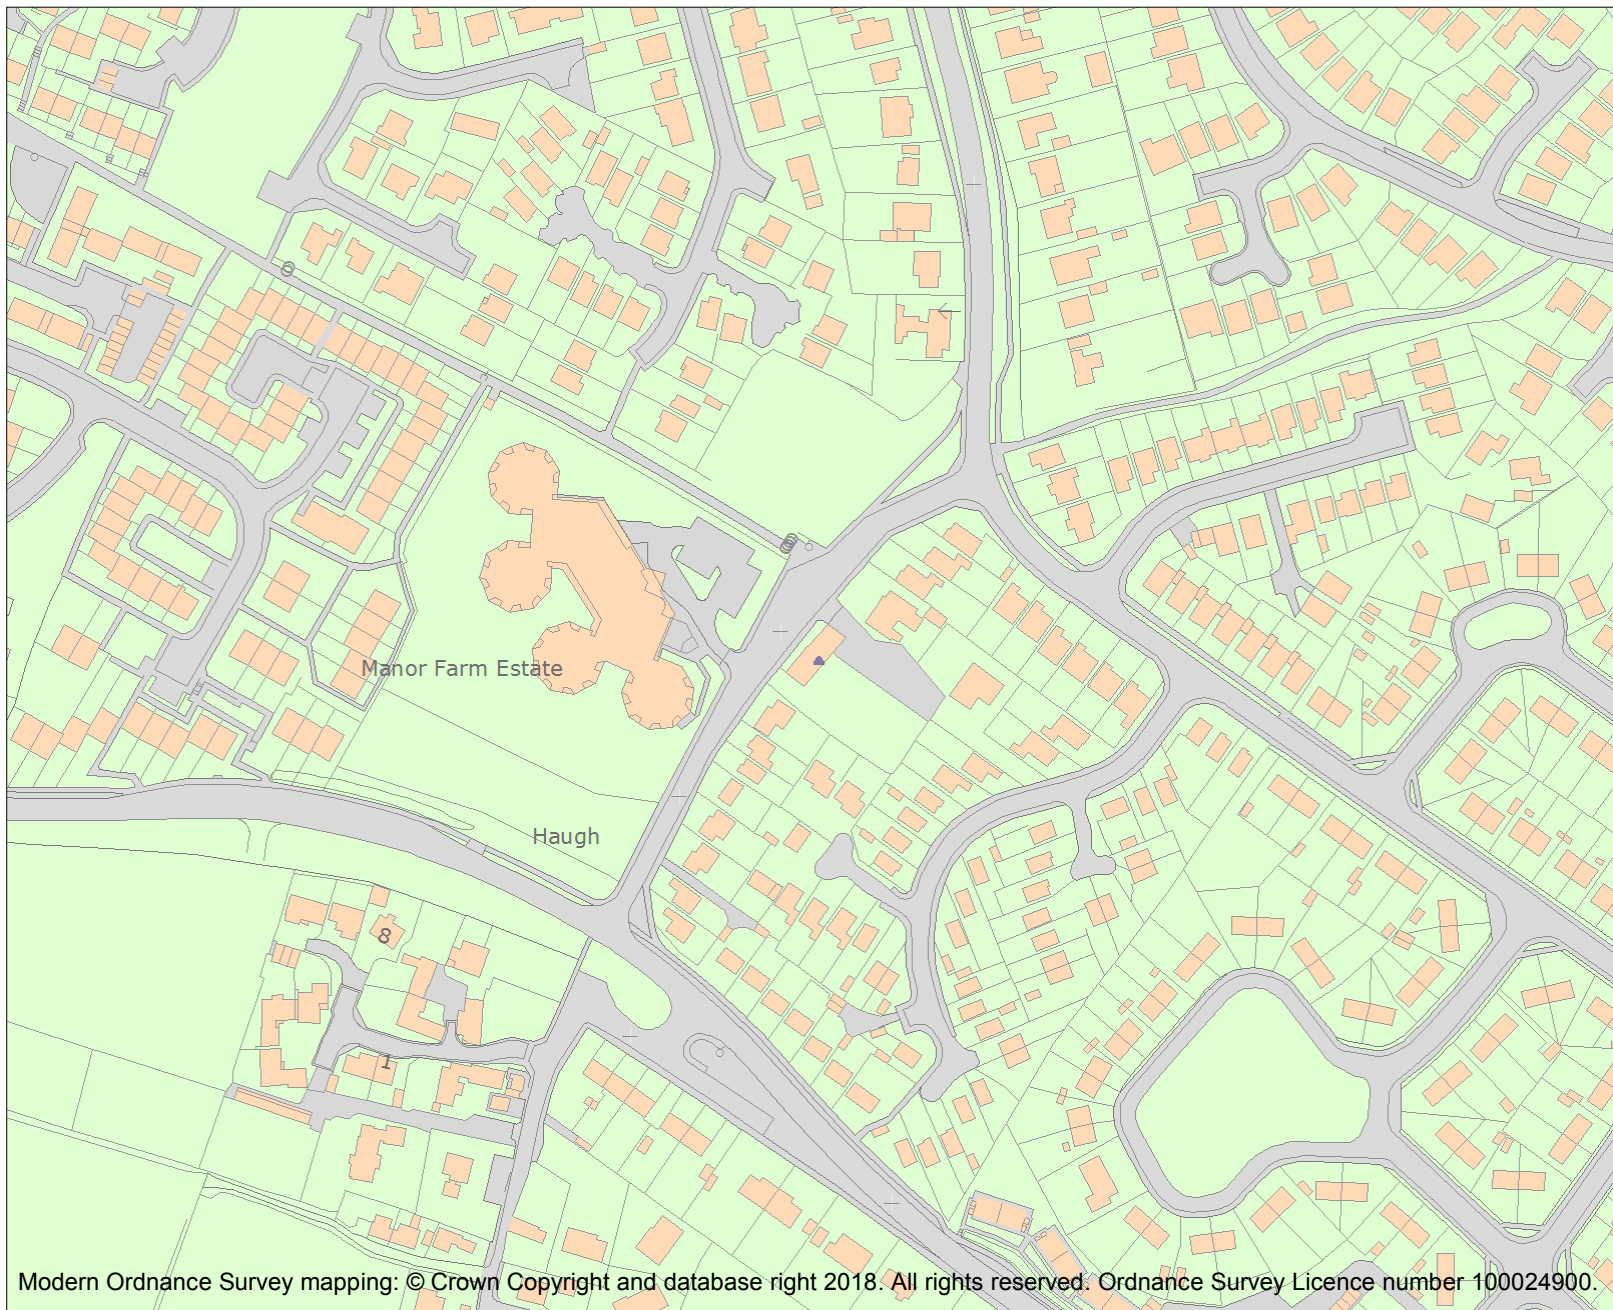 Manor Farm Estate
Haugh
8
1
Modern Ordnance Survey mapping: © Crown Copyright and database right 2018. All rights reserved. Ordnance Survey Licence number 100024900.